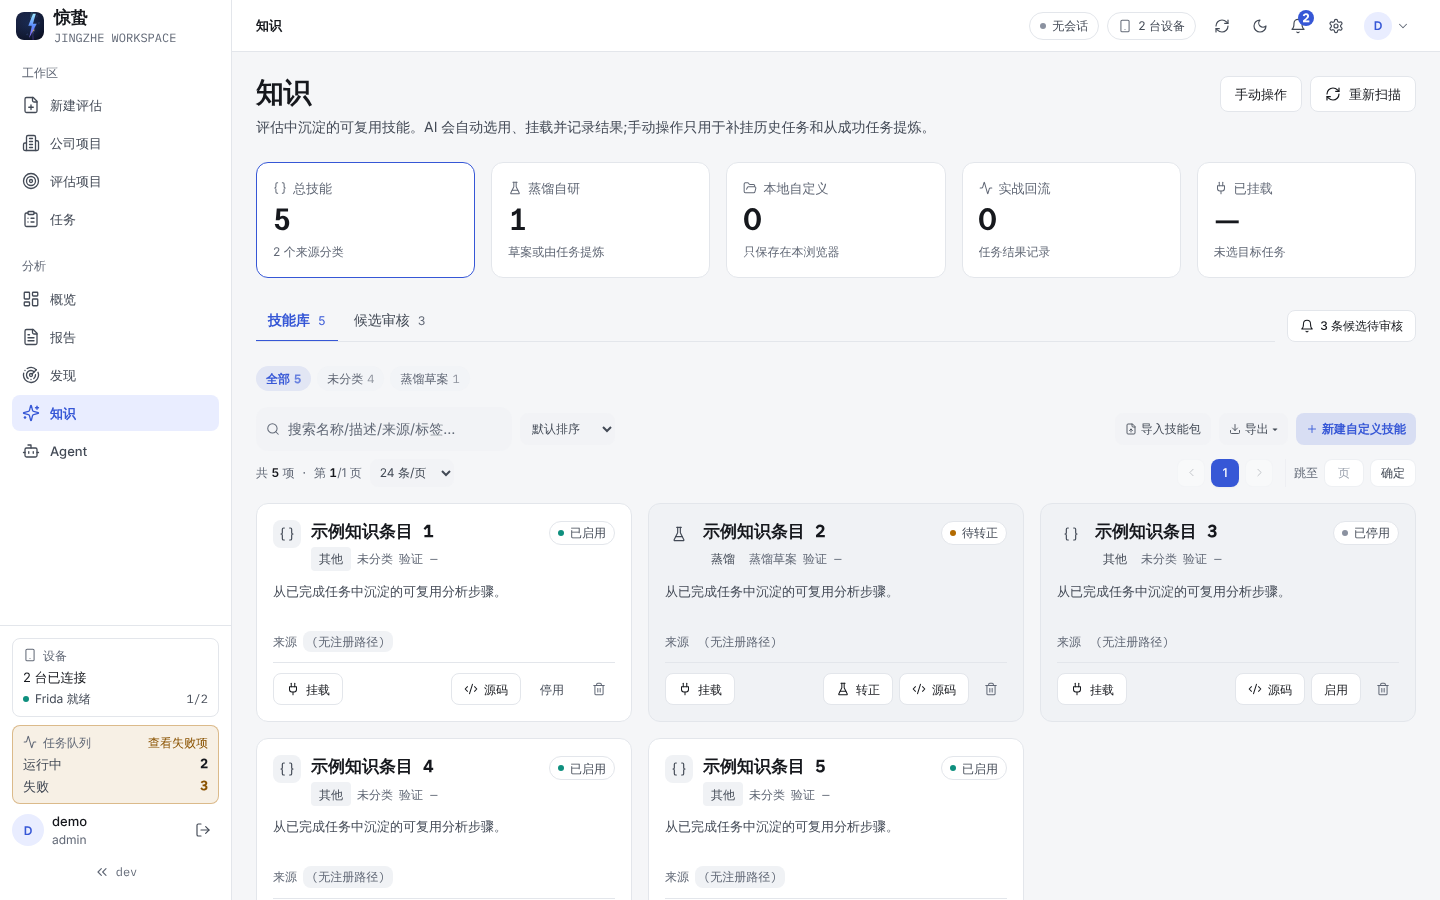 惊蛰
JINGZHE WORKSPACE
工作区
新建评估
公司项目
评估项目
任务
分析
概览
报告
发现
知识
Agent
设备
2 台已连接
Frida 就绪 1/2
任务队列 查看失败项
运行中 2
失败 3
D demo
admin
dev
知识
无会话
2 台设备
2
D
知识
手动操作
重新扫描
评估中沉淀的可复用技能。AI 会自动选用、挂载并记录结果;手动操作只用于补挂历史任务和从成功任务提炼。
总技能
5
2 个来源分类
蒸馏自研
1
草案或由任务提炼
本地自定义
0
只保存在本浏览器
实战回流
0
任务结果记录
已挂载
—
未选目标任务
技能库 5
候选审核 3
3 条候选待审核
全部 5
未分类 4
蒸馏草案 1
搜索名称/描述/来源/标签...
默认排序
导入技能包
导出
新建自定义技能
共 5 项 · 第 1/1 页
24 条/页
1
跳至
页
确定
示例知识条目 1
已启用
其他 未分类 验证 —
从已完成任务中沉淀的可复用分析步骤。
来源 (无注册路径)
挂载 源码 停用
示例知识条目 2
待转正
蒸馏 蒸馏草案 验证 —
从已完成任务中沉淀的可复用分析步骤。
来源 (无注册路径)
挂载 转正 源码
示例知识条目 3
已停用
其他 未分类 验证 —
从已完成任务中沉淀的可复用分析步骤。
来源 (无注册路径)
挂载 源码 启用
示例知识条目 4
已启用
其他 未分类 验证 —
从已完成任务中沉淀的可复用分析步骤。
来源 (无注册路径)
示例知识条目 5
已启用
其他 未分类 验证 —
从已完成任务中沉淀的可复用分析步骤。
来源 (无注册路径)